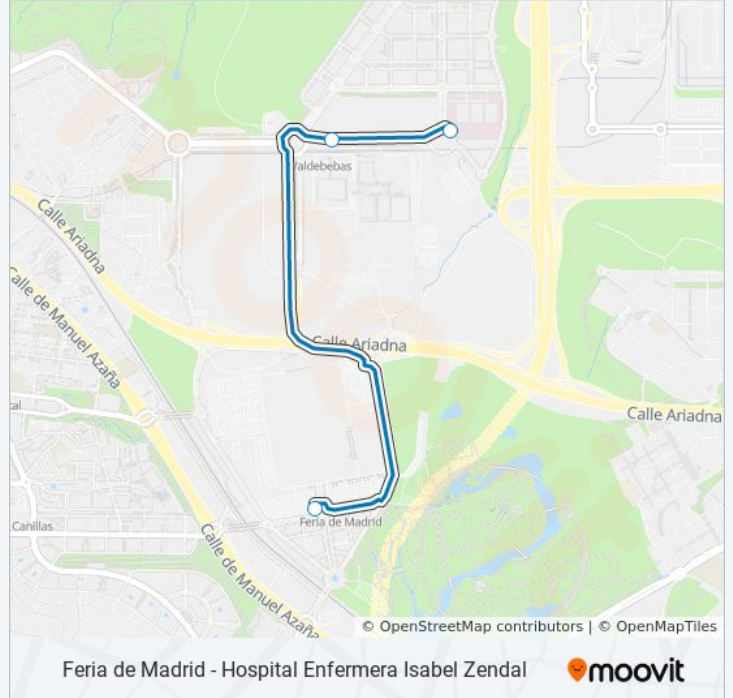 Valdebebas
Calle Ariadna
Calle de Manuel Azaña
Calle Ariadna
Calle Ariadna
Canillas
Feria de Madrid
Calle de Manuel Azaña
© OpenStreetMap contributors | © OpenMapTiles
Feria de Madrid - Hospital Enfermera Isabel Zendal
moovit